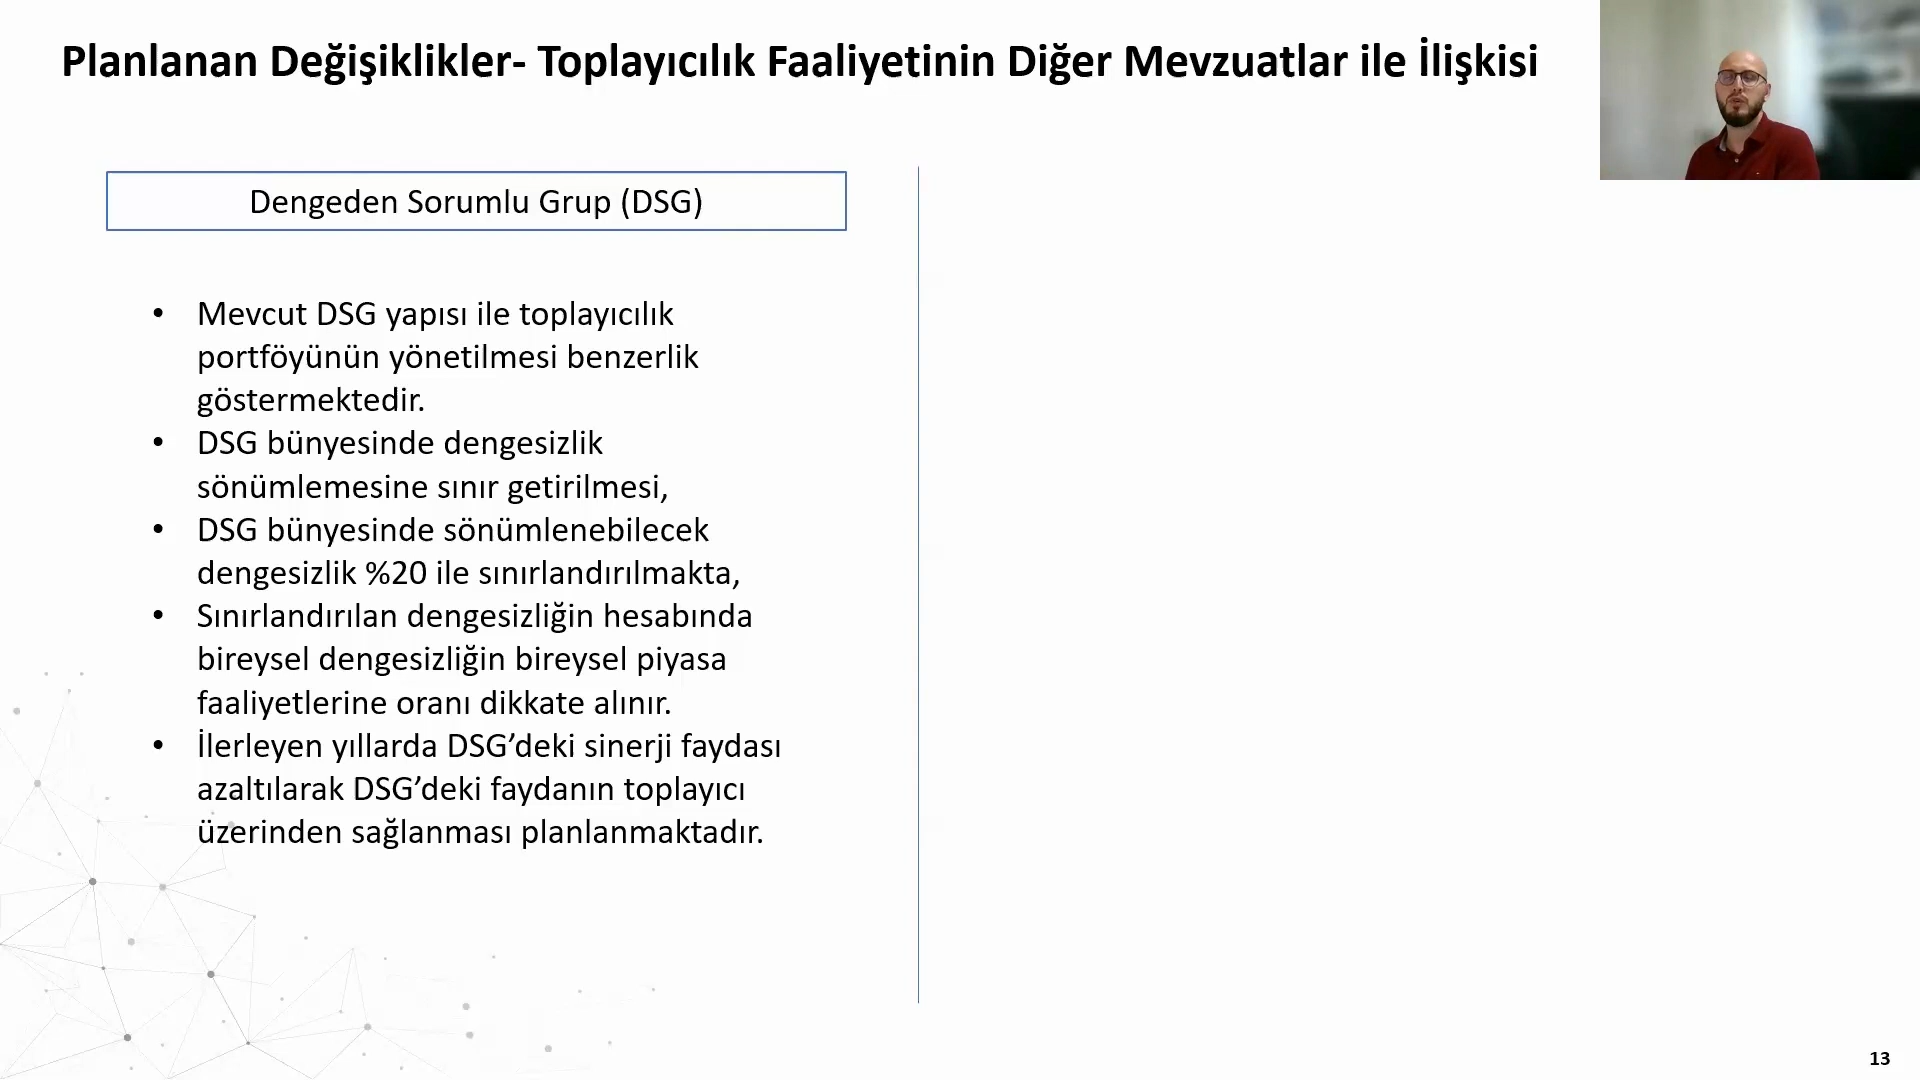 Planlanan Değişiklikler- Toplayıcılık Faaliyetinin Diğer Mevzuatlar ile İlişkisi
Dengeden Sorumlu Grup (DSG)
• Mevcut DSG yapısı ile toplayıcılık
portföyünün yönetilmesi benzerlik
göstermektedir.
• DSG bünyesinde dengesizlik
sönümlemesine sınır getirilmesi,
• DSG bünyesinde sönümlenebilecek
dengesizlik %20 ile sınırlandırılmakta,
• Sınırlandırılan dengesizliğin hesabında
bireysel dengesizliğin bireysel piyasa
faaliyetlerine oranı dikkate alınır.
• İlerleyen yıllarda DSG’deki sinerji faydası
azaltılarak DSG’deki faydanın toplayıcı
üzerinden sağlanması planlanmaktadır.
13